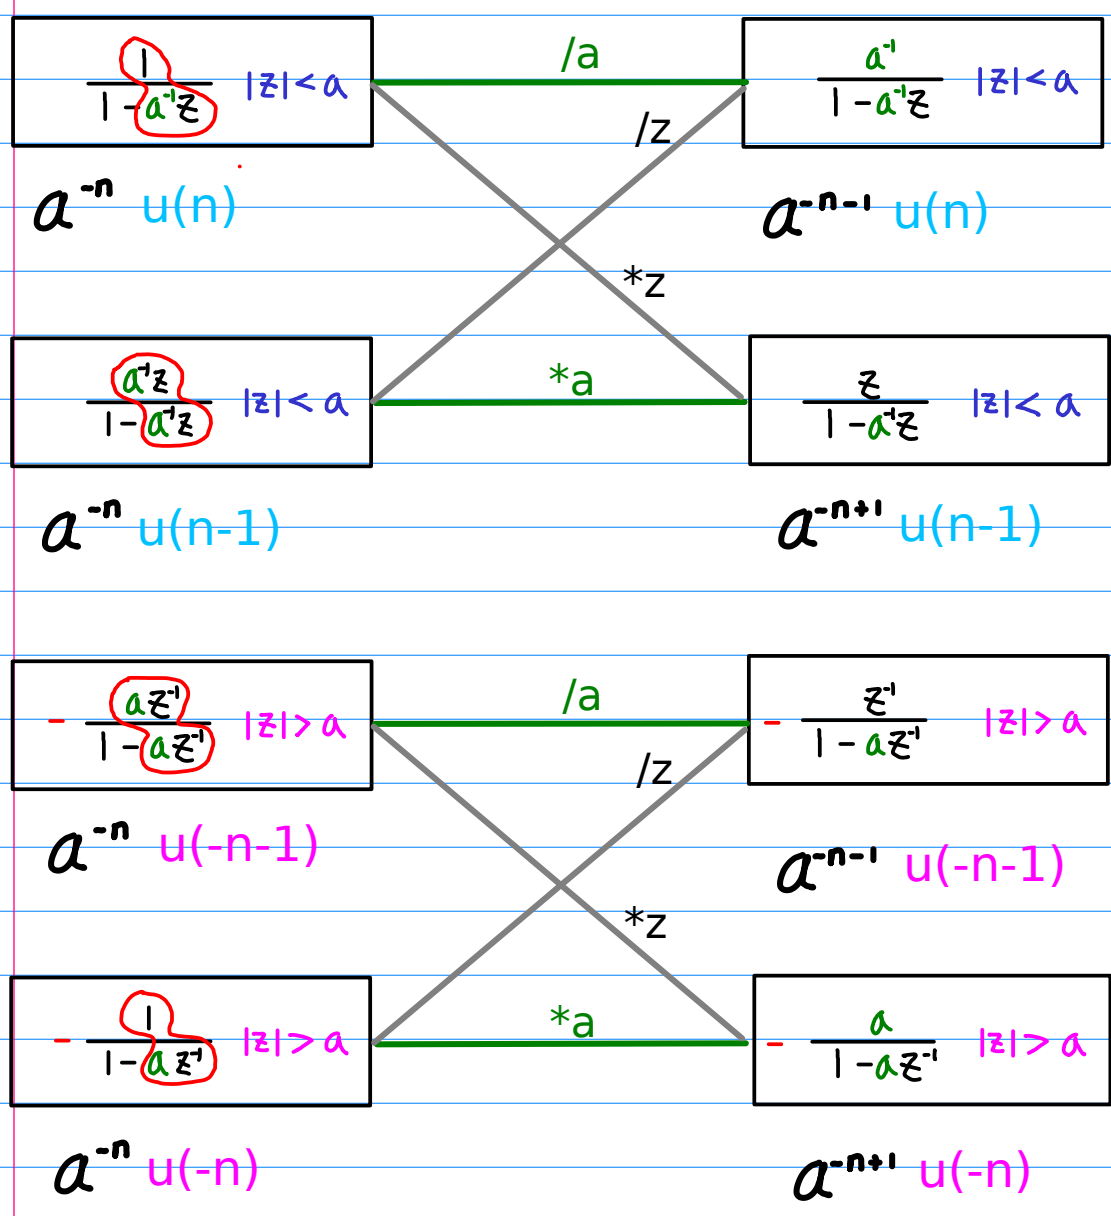 1 / (1 - a⁻¹z) |z| < a /a a⁻¹ / (1 - a⁻¹z) |z| < a
/z
a⁻ⁿ u(n) a⁻ⁿ⁻¹ u(n)
*z
a⁻¹z / (1 - a⁻¹z) |z| < a *a z / (1 - a⁻¹z) |z| < a
a⁻ⁿ u(n-1) a⁻ⁿ⁺¹ u(n-1)
- az⁻¹ / (1 - az⁻¹) |z| > a /a - z⁻¹ / (1 - az⁻¹) |z| > a
/z
a⁻ⁿ u(-n-1) a⁻ⁿ⁻¹ u(-n-1)
*z
- 1 / (1 - az⁻¹) |z| > a *a - a / (1 - az⁻¹) |z| > a
a⁻ⁿ u(-n) a⁻ⁿ⁺¹ u(-n)